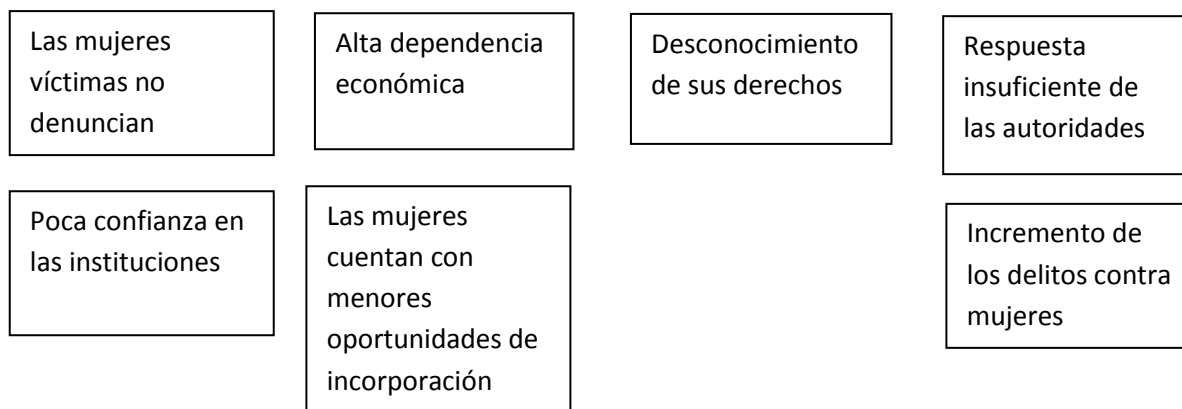 Las mujeres
víctimas no
denuncian
Alta dependencia
económica
Desconocimiento
de sus derechos
Respuesta
insuficiente de
las autoridades
Poca confianza en
las instituciones
Las mujeres
cuentan con
menores
oportunidades de
incorporación
Incremento de
los delitos contra
mujeres